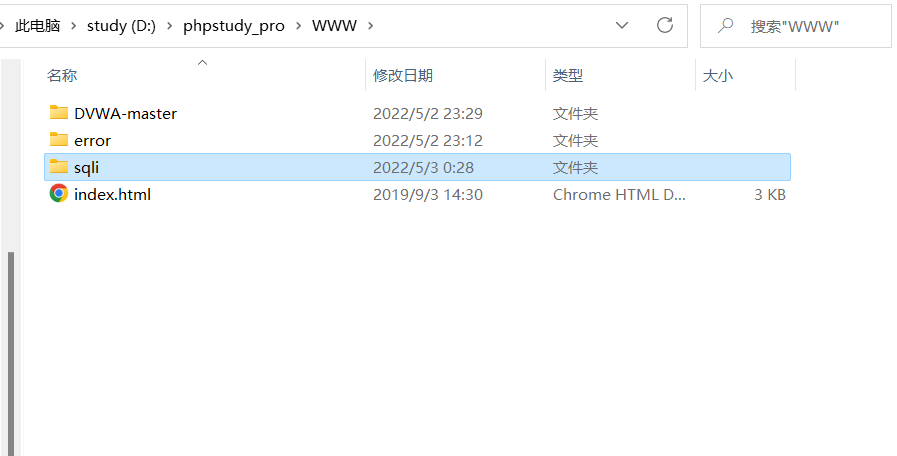 此电脑 > study (D:) > phpstudy_pro > WWW >
搜索"WWW"
名称 修改日期 类型 大小
DVWA-master 2022/5/2 23:29 文件夹
error 2022/5/2 23:12 文件夹
sqli 2022/5/3 0:28 文件夹
index.html 2019/9/3 14:30 Chrome HTML D... 3 KB